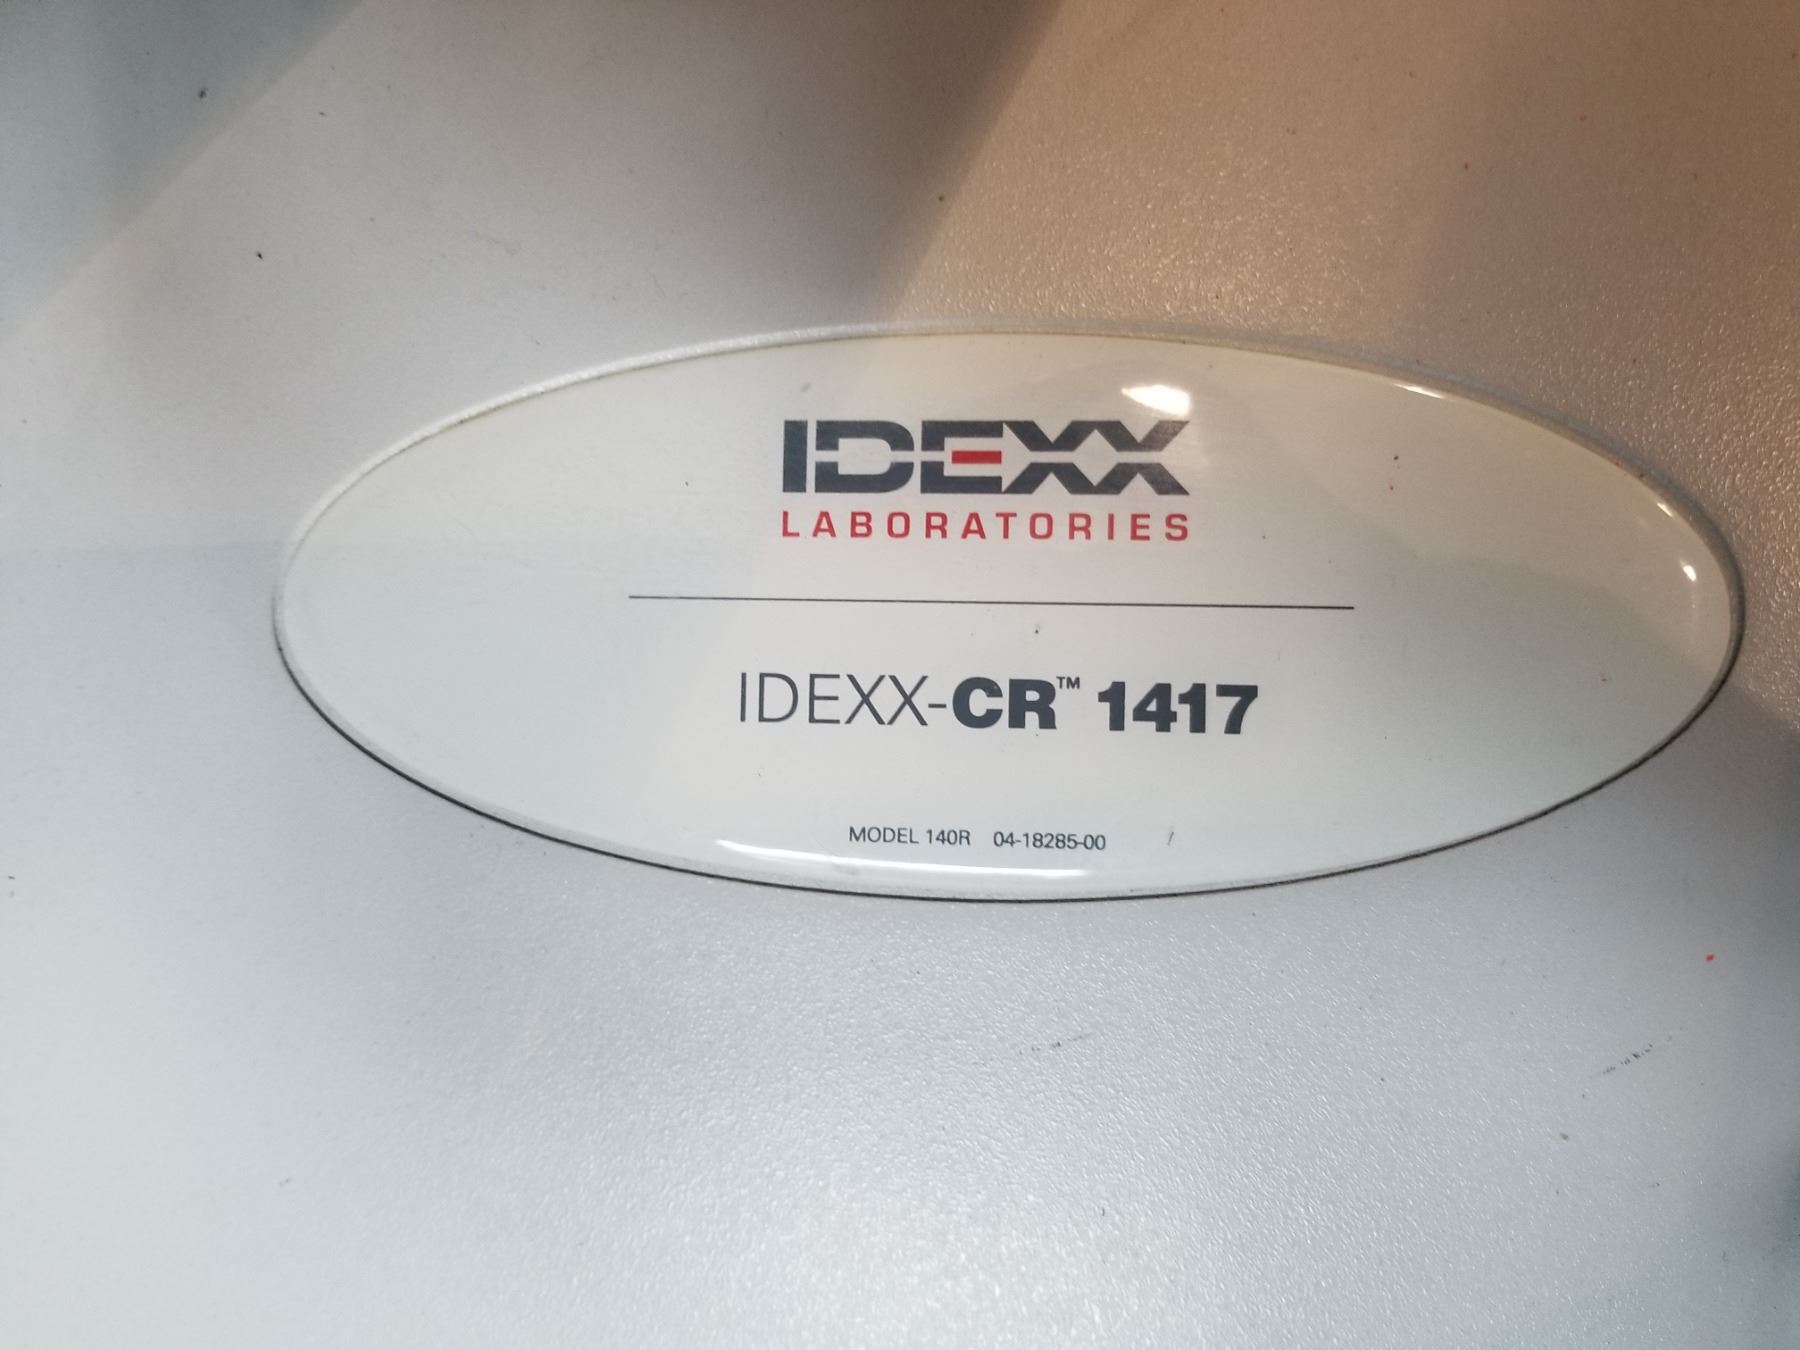 IDEXX
LABORATORIES
IDEXX-CR™ 1417
MODEL 140R 04-18285-00